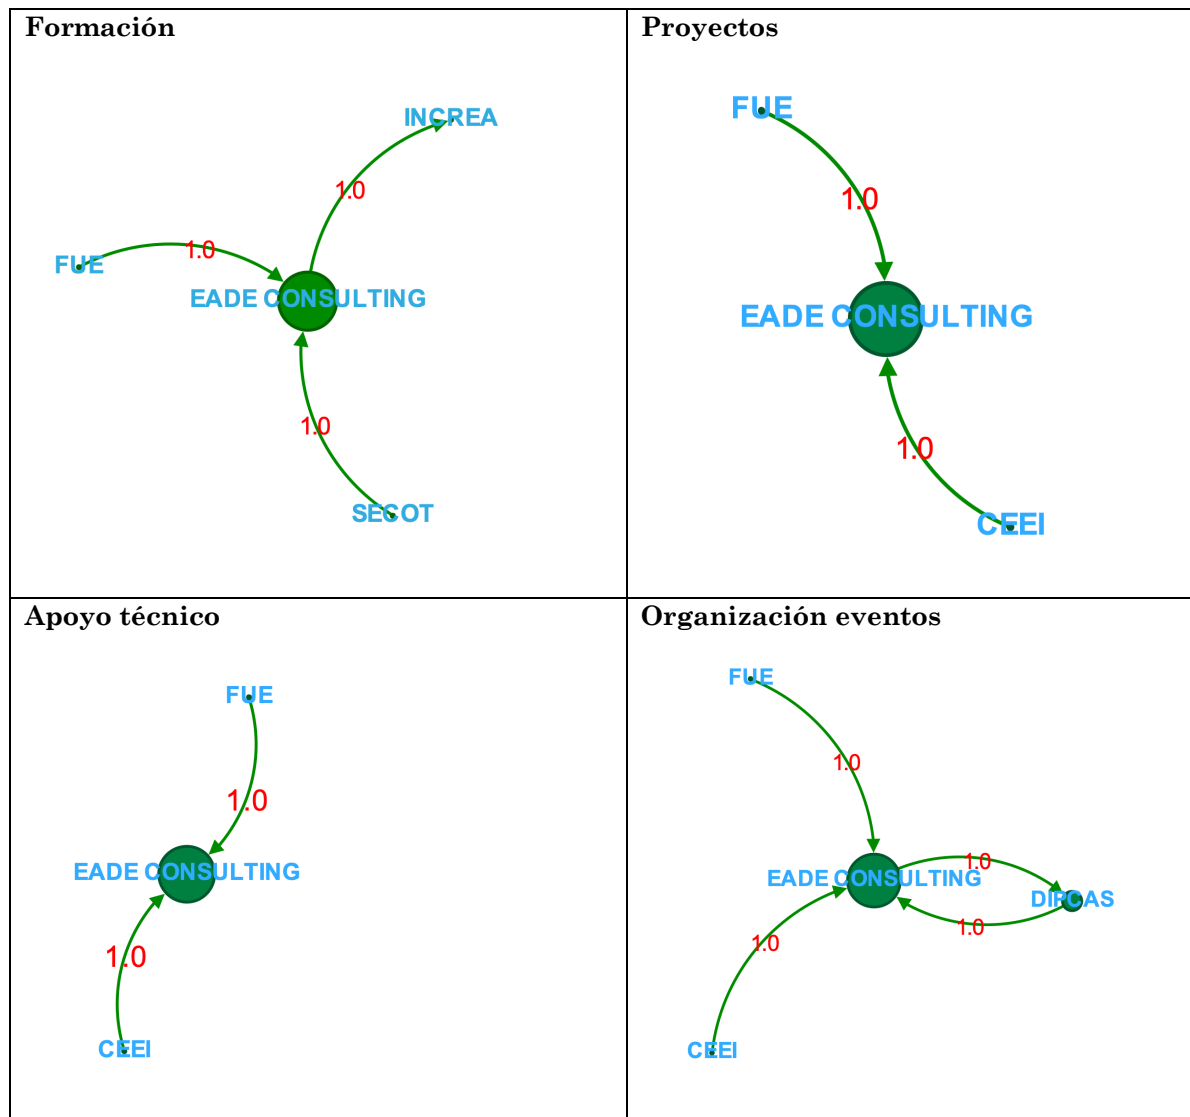 Formación
INCREA
1.0
FUE
1.0
EADE CONSULTING
1.0
SECOT
Proyectos
FUE
1.0
EADE CONSULTING
1.0
CEEI
Apoyo técnico
FUE
1.0
EADE CONSULTING
1.0
CEEI
Organización eventos
FUE
1.0
1.0
EADE CONSULTING
DIPCAS
1.0
1.0
CEEI